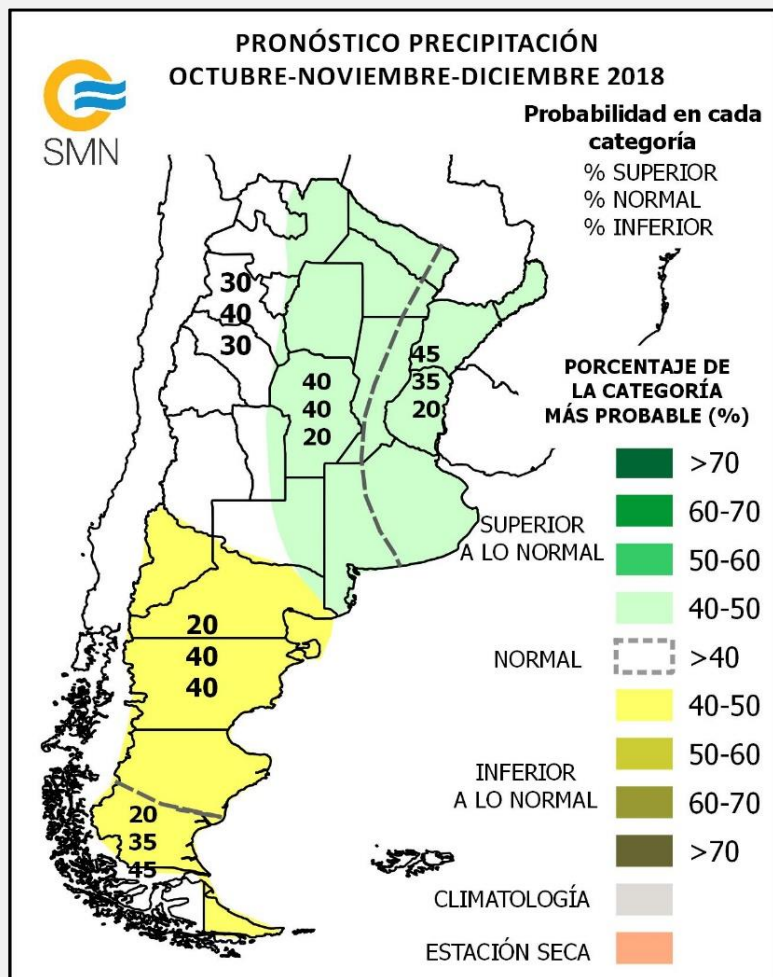 PRONÓSTICO PRECIPITACIÓN
OCTUBRE-NOVIEMBRE-DICIEMBRE 2018
SMN
Probabilidad en cada
categoría
% SUPERIOR
% NORMAL
% INFERIOR
30
40
30
40
40
20
45
35
20
20
40
40
20
35
45
PORCENTAJE DE
LA CATEGORÍA
MÁS PROBABLE (%)
>70
60-70
SUPERIOR
A LO NORMAL
50-60
40-50
NORMAL
>40
40-50
50-60
INFERIOR
A LO NORMAL
60-70
>70
CLIMATOLOGÍA
ESTACIÓN SECA